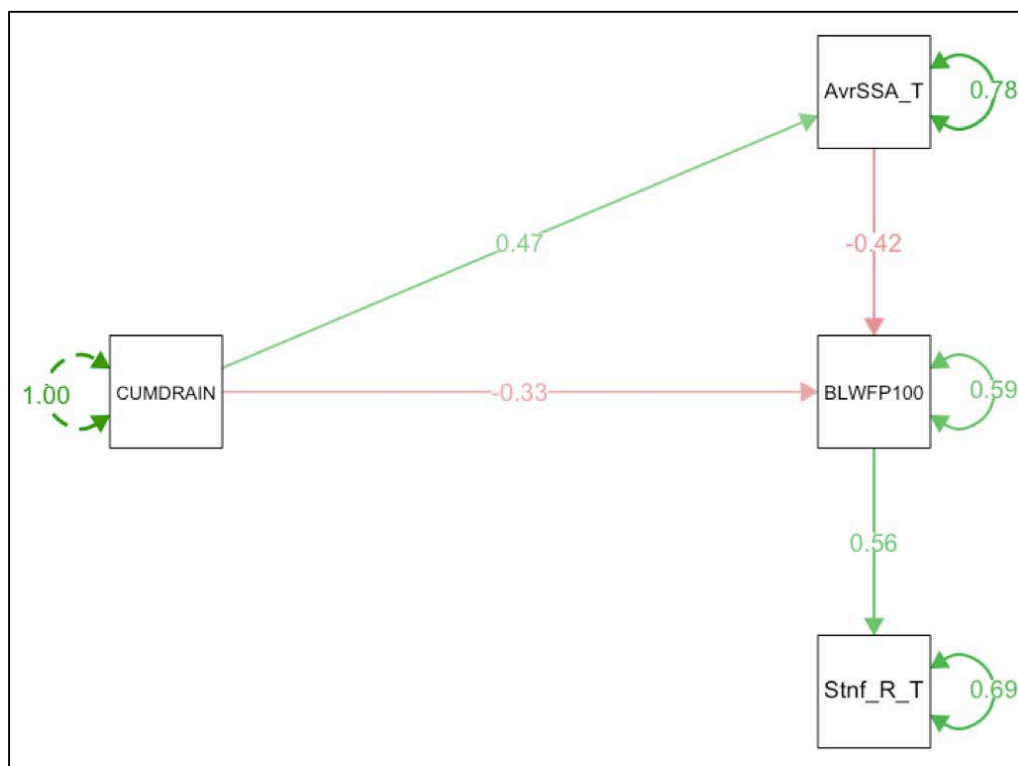 AvrSSA_T
0.78
0.47
-0.42
1.00
CUMDRAIN
-0.33
BLWFP100
0.59
0.56
Stnf_R_T
0.69